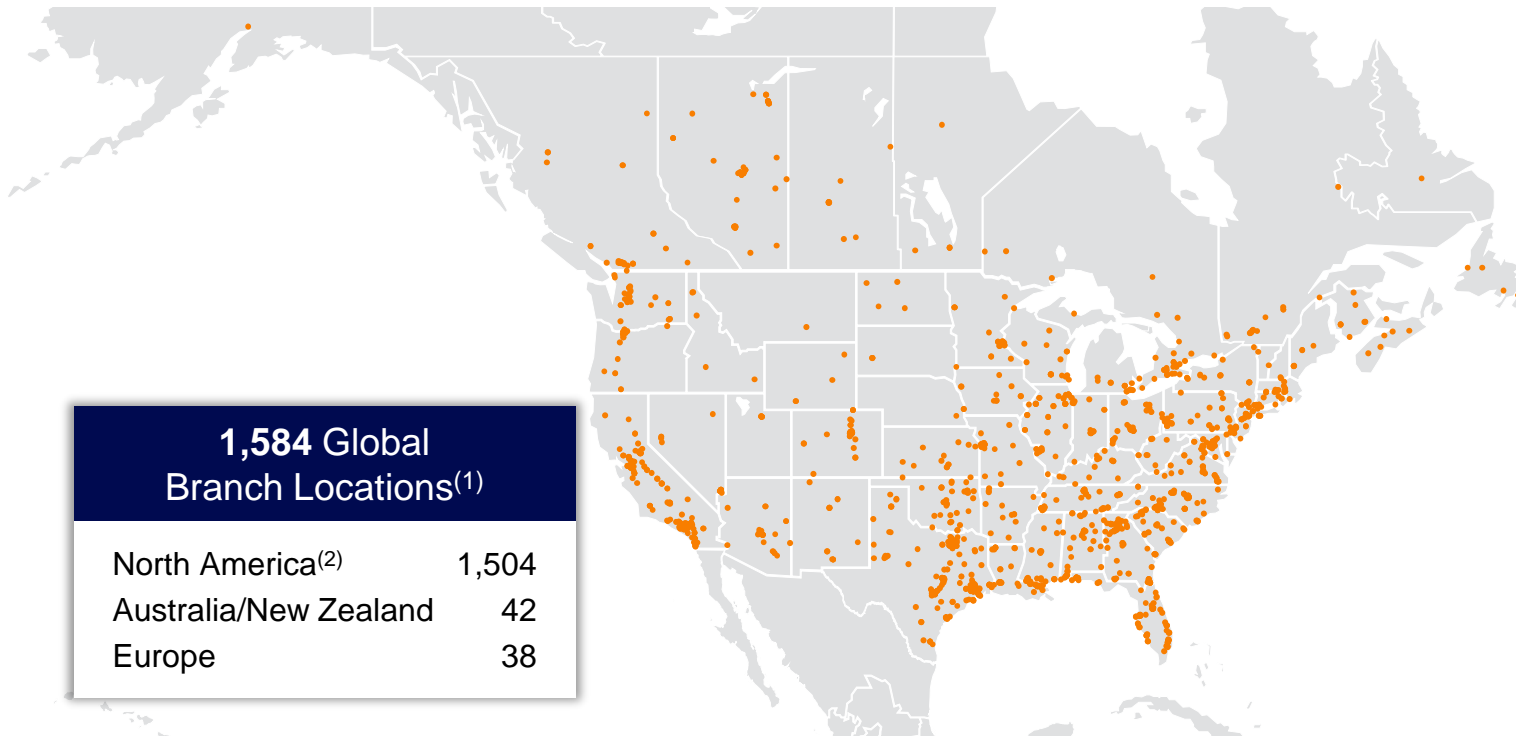 1,584 Global
Branch Locations(1)
North America(2) 1,504
Australia/New Zealand 42
Europe 38